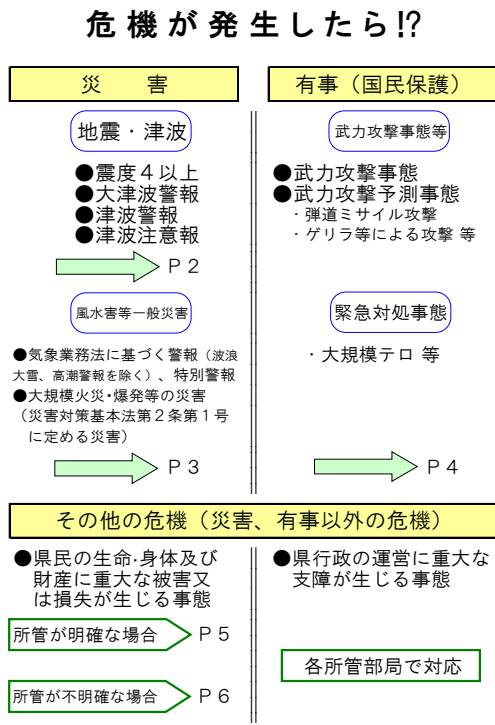 危機が発生したら!?
災　害
地震・津波
●震度４以上
●大津波警報
●津波警報
●津波注意報
Ｐ２
風水害等一般災害
●気象業務法に基づく警報（波浪
大雪、高潮警報を除く）、特別警報
●大規模火災・爆発等の災害
（災害対策基本法第２条第１号
に定める災害）
Ｐ３
有事（国民保護）
武力攻撃事態等
●武力攻撃事態
●武力攻撃予測事態
・弾道ミサイル攻撃
・ゲリラ等による攻撃 等
緊急対処事態
・大規模テロ 等
Ｐ４
その他の危機（災害、有事以外の危機）
●県民の生命・身体及び
財産に重大な被害又
は損失が生じる事態
所管が明確な場合
Ｐ５
所管が不明確な場合
Ｐ６
●県行政の運営に重大な
支障が生じる事態
各所管部局で対応